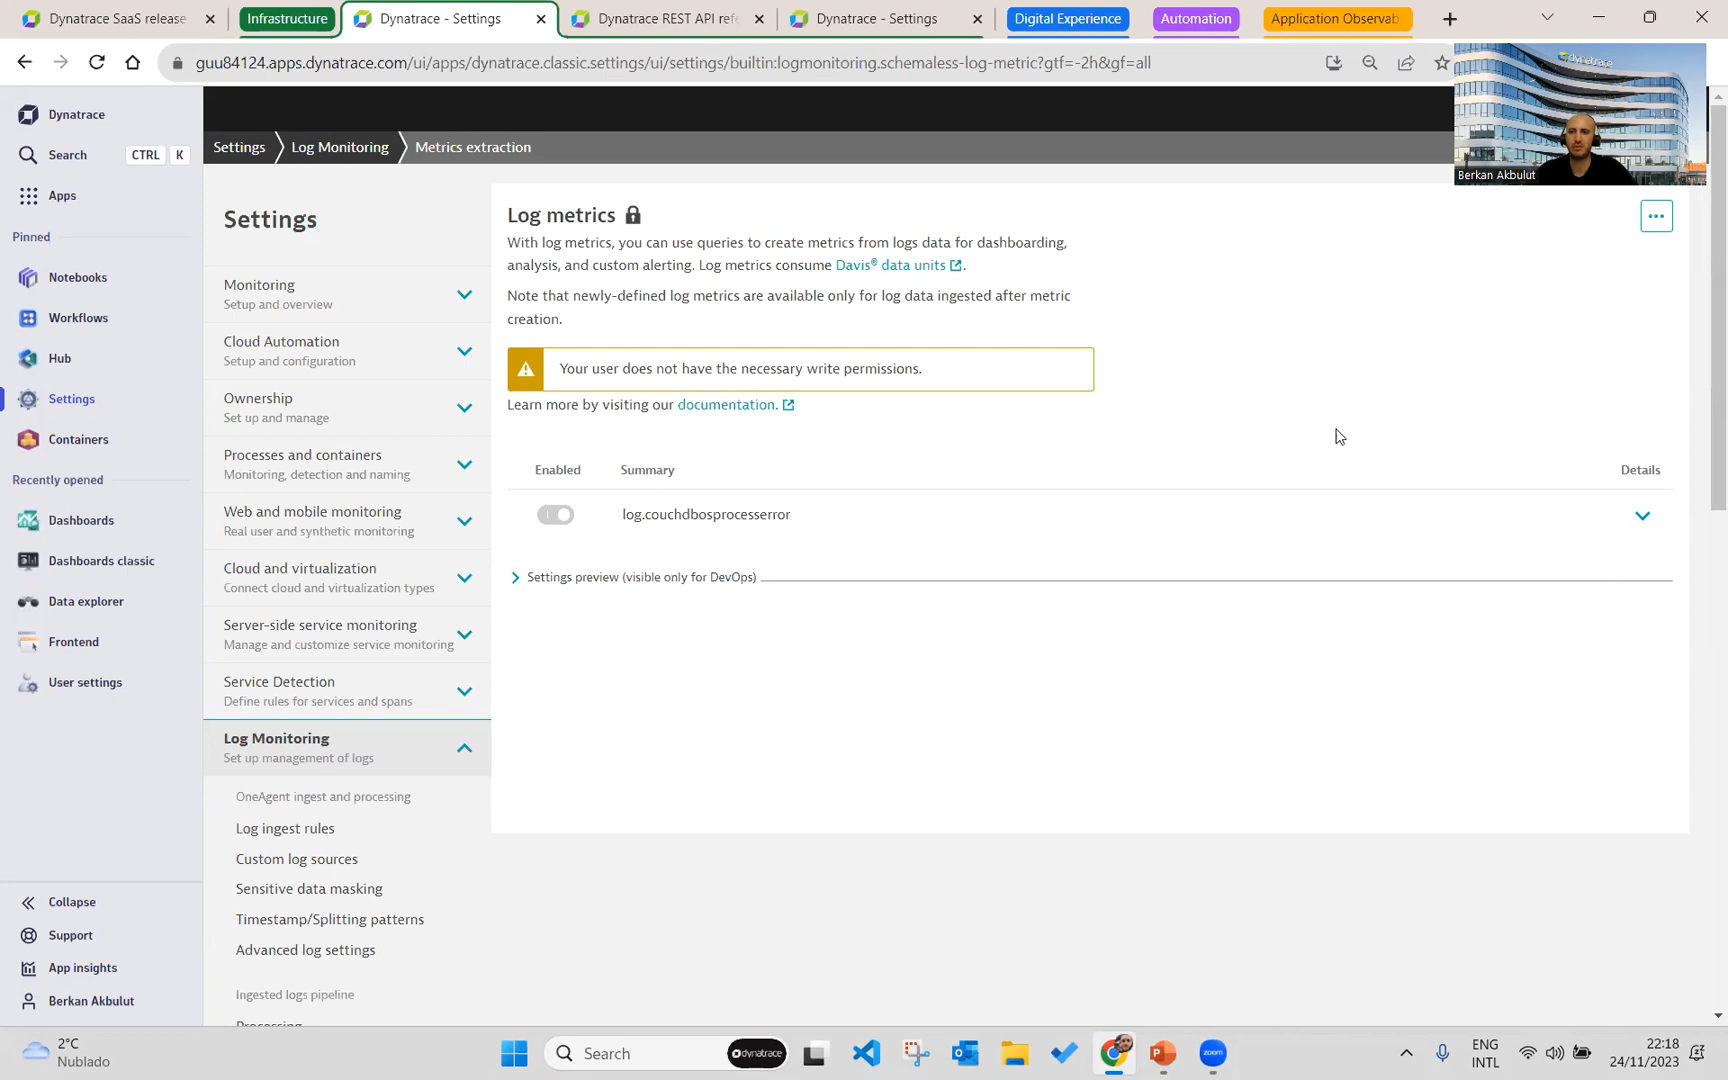 Dynatrace SaaS release
Infrastructure
Dynatrace - Settings
Dynatrace REST API ref
Dynatrace - Settings
Digital Experience
Automation
Application Observab
guu84124.apps.dynatrace.com/ui/apps/dynatrace.classic.settings/ui/settings/builtin:logmonitoring.schemaless-log-metric?gtf=-2h&gf=all
dynatrace
Berkan Akbulut
Dynatrace
Search CTRL K
Apps
Pinned
Notebooks
Workflows
Hub
Settings
Containers
Recently opened
Dashboards
Dashboards classic
Data explorer
Frontend
User settings
Collapse
Support
App insights
Berkan Akbulut
Settings
Log Monitoring
Metrics extraction
Settings
Monitoring
Setup and overview
Cloud Automation
Setup and configuration
Ownership
Set up and manage
Processes and containers
Monitoring, detection and naming
Web and mobile monitoring
Real user and synthetic monitoring
Cloud and virtualization
Connect cloud and virtualization types
Server-side service monitoring
Manage and customize service monitoring
Service Detection
Define rules for services and spans
Log Monitoring
Set up management of logs
OneAgent ingest and processing
Log ingest rules
Custom log sources
Sensitive data masking
Timestamp/Splitting patterns
Advanced log settings
Ingested logs pipeline
Processing
Log metrics
With log metrics, you can use queries to create metrics from logs data for dashboarding,
analysis, and custom alerting. Log metrics consume Davis® data units.
Note that newly-defined log metrics are available only for log data ingested after metric
creation.
Your user does not have the necessary write permissions.
Learn more by visiting our documentation.
Enabled Summary Details
log.couchdbosprocesserror
Settings preview (visible only for DevOps)
2°C
Nublado
Search
dynatrace
zoom
ENG
INTL
22:18
24/11/2023